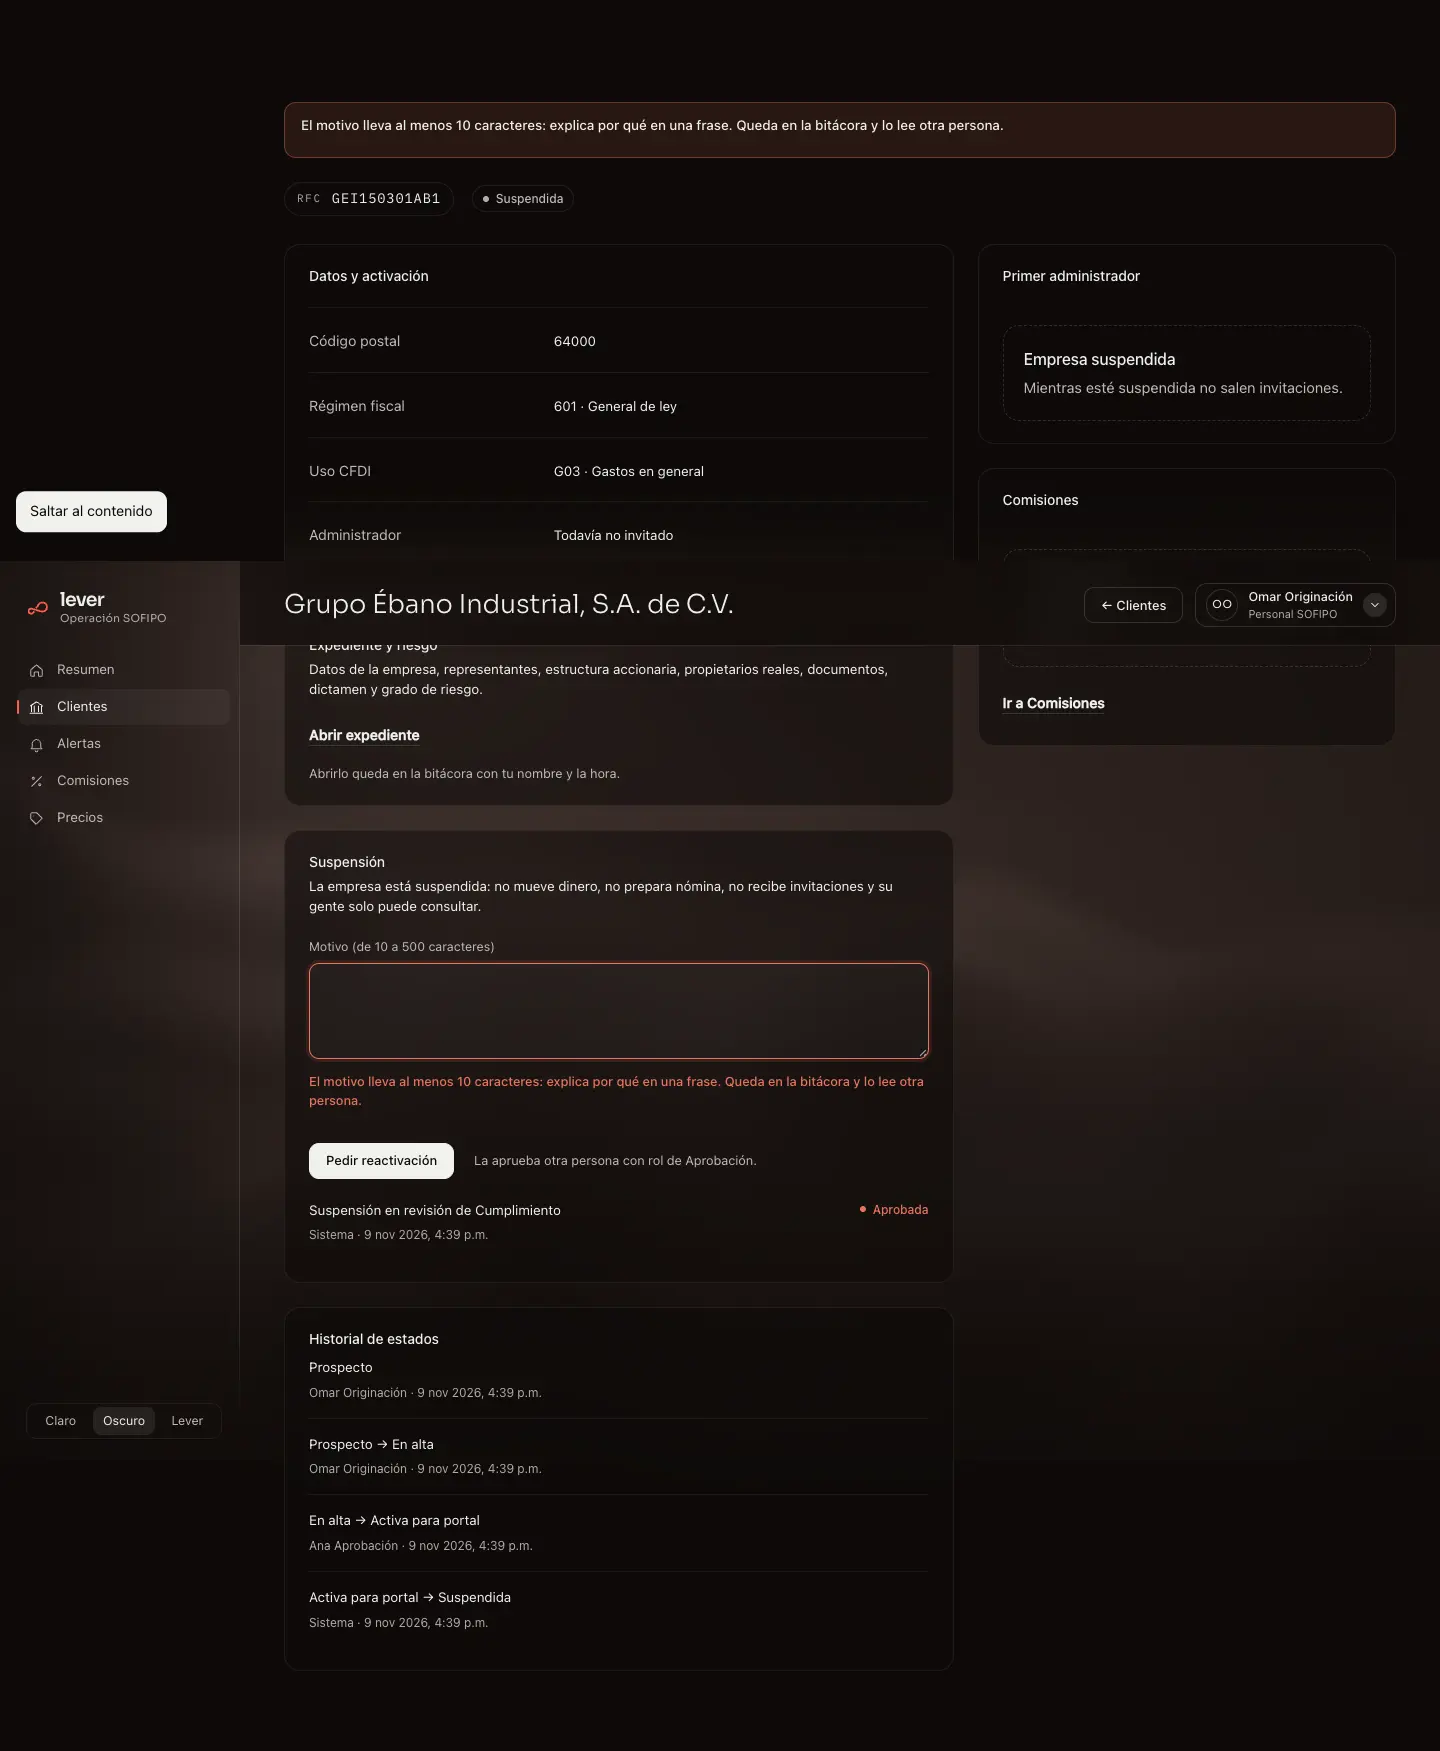 El motivo lleva al menos 10 caracteres: explica por qué en una frase. Queda en la bitácora y lo lee otra persona.
RFC GEI150301AB1
Suspendida
Datos y activación
Código postal 64000
Régimen fiscal 601 · General de ley
Uso CFDI G03 · Gastos en general
Administrador Todavía no invitado
Primer administrador
Empresa suspendida
Mientras esté suspendida no salen invitaciones.
Comisiones
Saltar al contenido
lever
Operación SOFIPO
Resumen
Clientes
Alertas
Comisiones
Precios
Grupo Ébano Industrial, S.A. de C.V.
← Clientes
OO
Omar Originación
Personal SOFIPO
Expediente y riesgo
Datos de la empresa, representantes, estructura accionaria, propietarios reales, documentos,
dictamen y grado de riesgo.
Abrir expediente
Abrirlo queda en la bitácora con tu nombre y la hora.
Ir a Comisiones
Suspensión
La empresa está suspendida: no mueve dinero, no prepara nómina, no recibe invitaciones y su
gente solo puede consultar.
Motivo (de 10 a 500 caracteres)
El motivo lleva al menos 10 caracteres: explica por qué en una frase. Queda en la bitácora y lo lee otra
persona.
Pedir reactivación
La aprueba otra persona con rol de Aprobación.
Suspensión en revisión de Cumplimiento
Aprobada
Sistema · 9 nov 2026, 4:39 p.m.
Historial de estados
Prospecto
Omar Originación · 9 nov 2026, 4:39 p.m.
Prospecto → En alta
Omar Originación · 9 nov 2026, 4:39 p.m.
En alta → Activa para portal
Ana Aprobación · 9 nov 2026, 4:39 p.m.
Activa para portal → Suspendida
Sistema · 9 nov 2026, 4:39 p.m.
Claro
Oscuro
Lever